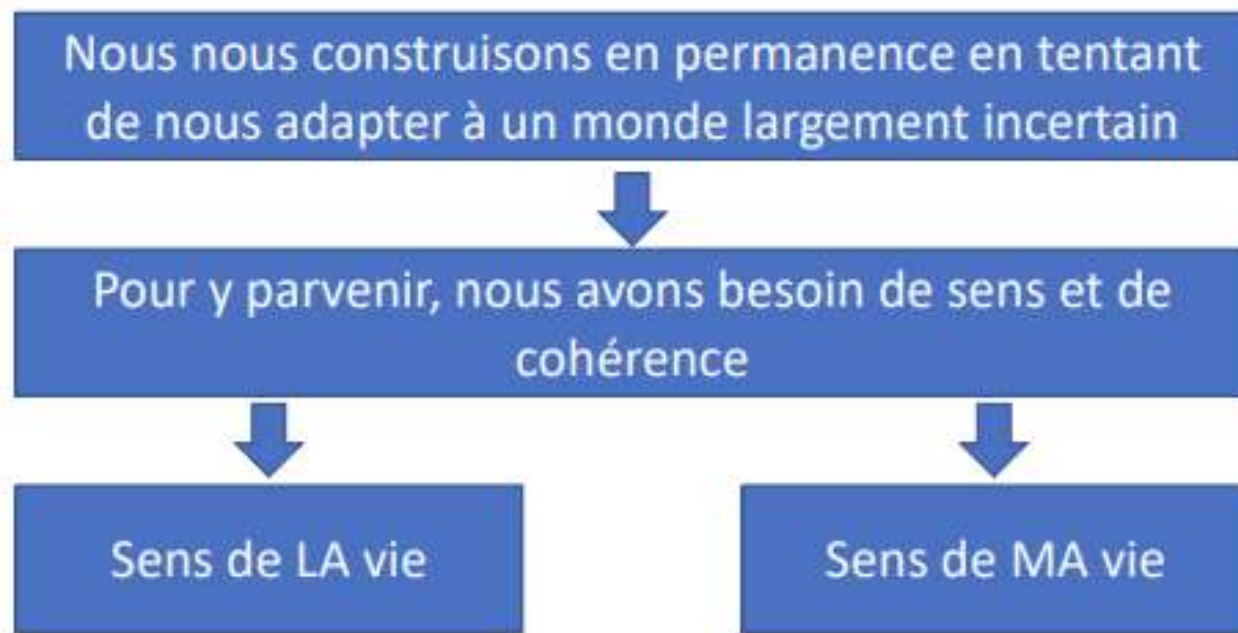 Nous nous construisons en permanence en tentant
de nous adapter à un monde largement incertain
Pour y parvenir, nous avons besoin de sens et de
cohérence
Sens de LA vie
Sens de MA vie